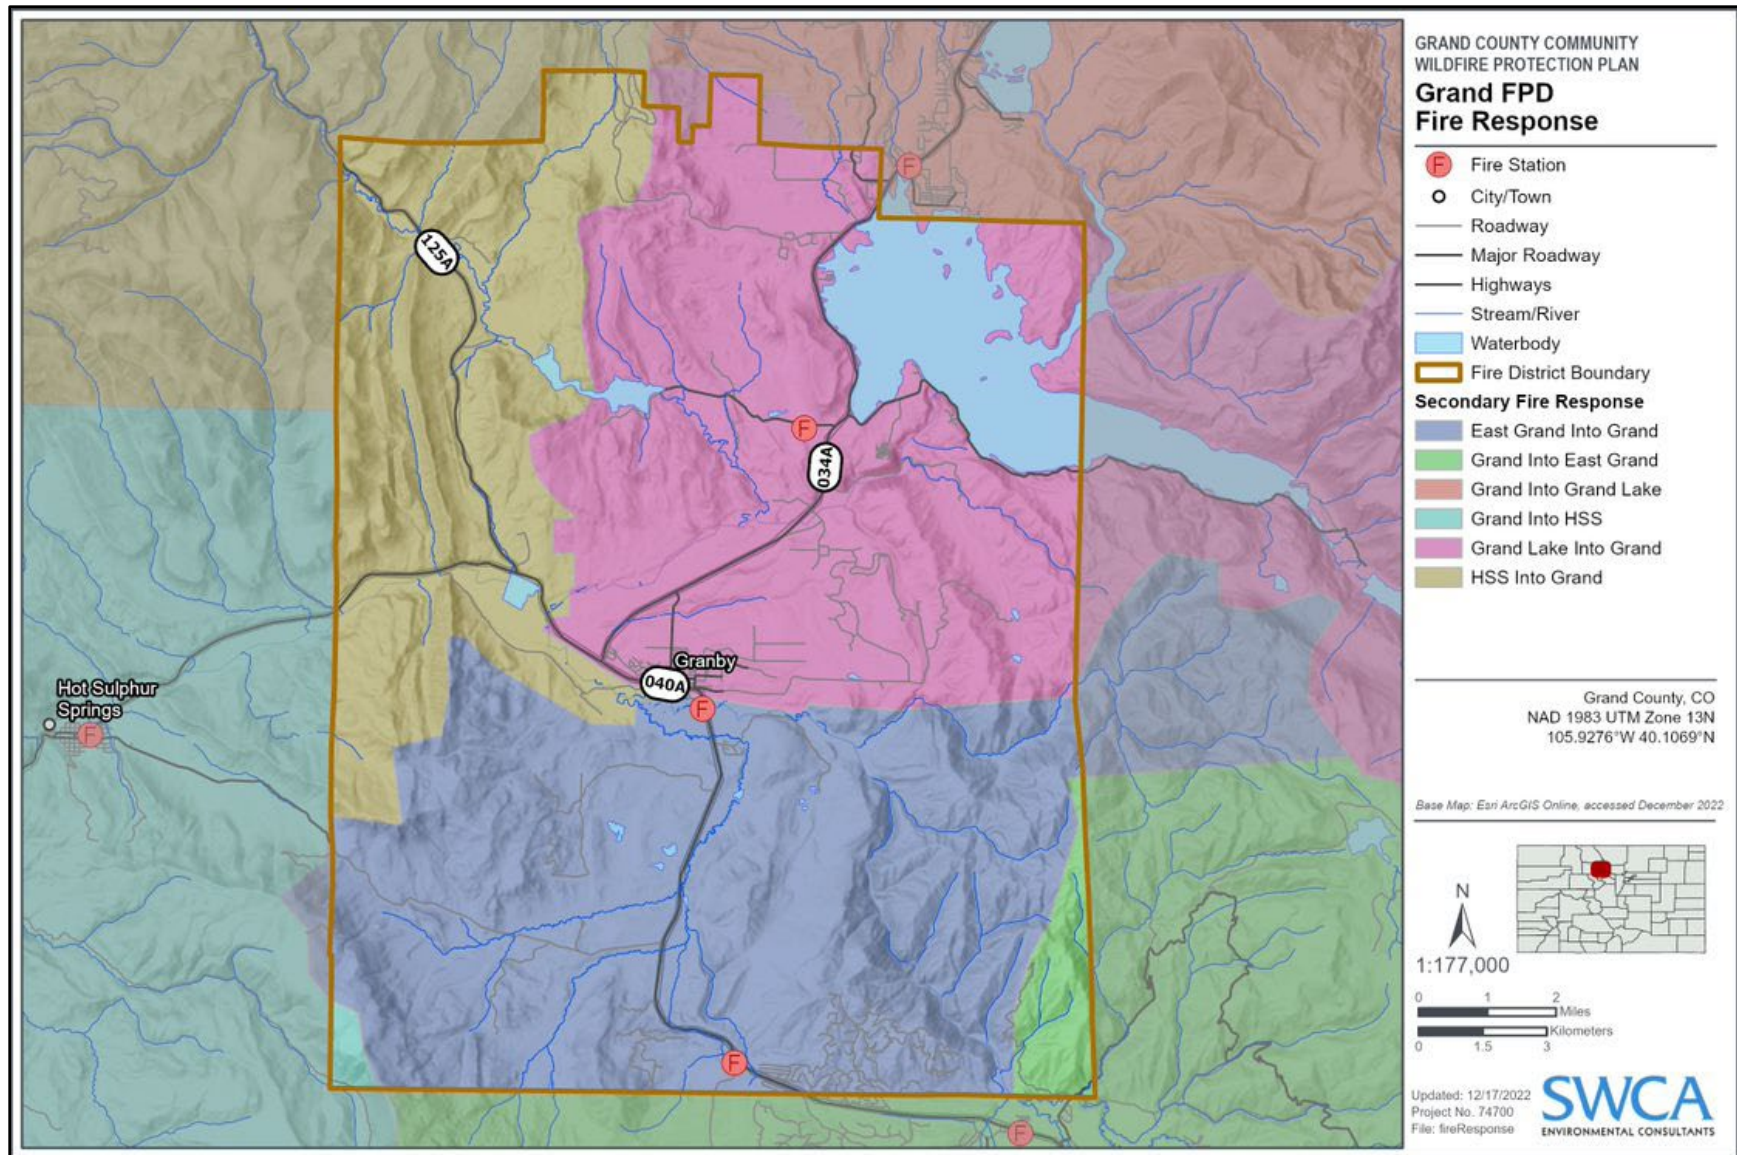 GRAND COUNTY COMMUNITY
WILDFIRE PROTECTION PLAN
Grand FPD
Fire Response
F Fire Station
City/Town
Roadway
Major Roadway
Highways
Stream/River
Waterbody
Fire District Boundary
Secondary Fire Response
East Grand Into Grand
Grand Into East Grand
Grand Into Grand Lake
Grand Into HSS
Grand Lake Into Grand
HSS Into Grand
Grand County, CO
NAD 1983 UTM Zone 13N
105.9276°W 40.1069°N
Base Map: Esri ArcGIS Online, accessed December 2022
N
1:177,000
0 1 2
Miles
Kilometers
0 1.5 3
Updated: 12/17/2022
Project No. 74700
File: fireResponse
SWCA
ENVIRONMENTAL CONSULTANTS
F
125A
F
034A
Granby
040A
F
Hot Sulphur
Springs
F
F
F